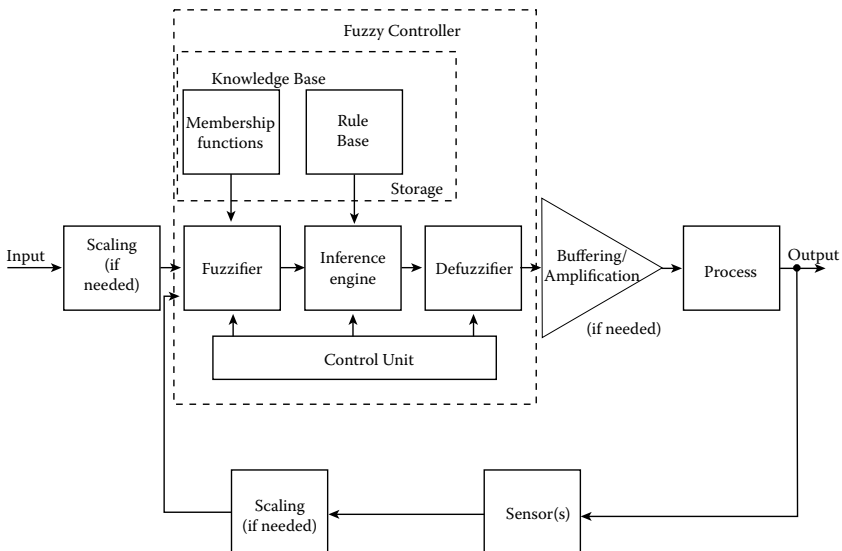 Fuzzy Controller
Knowledge Base
Membership
functions
Rule
Base
Storage
Input
Scaling
(if
needed)
Fuzzifier
Inference
engine
Defuzzifier
Buffering/
Amplification
(if needed)
Process
Output
Control Unit
Scaling
(if needed)
Sensor(s)